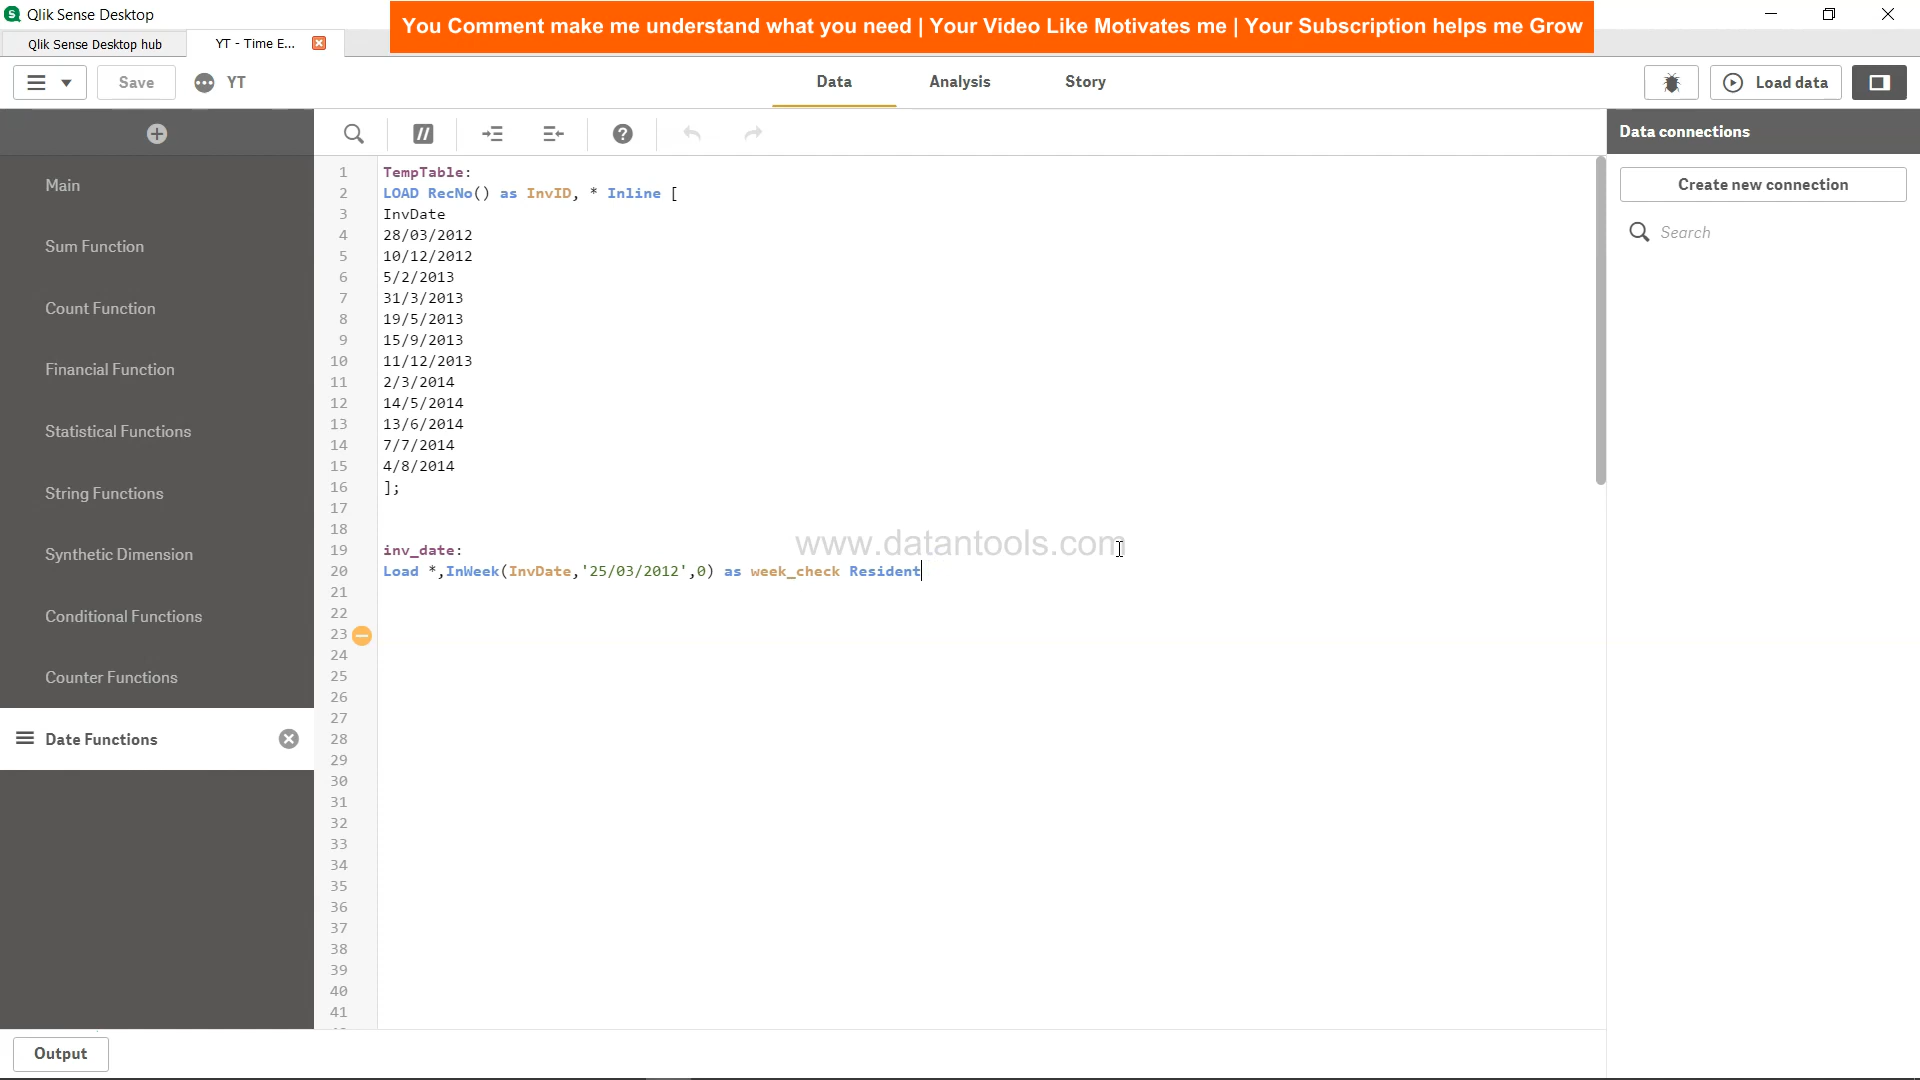 Qlik Sense Desktop
You Comment make me understand what you need | Your Video Like Motivates me | Your Subscription helps me Grow
Qlik Sense Desktop hub
YT - Time E...
Save
YT
Data
Analysis
Story
Load data
Data connections
Create new connection
Search
Main
Sum Function
Count Function
Financial Function
Statistical Functions
String Functions
Synthetic Dimension
Conditional Functions
Counter Functions
Date Functions
1 TempTable:
2 LOAD RecNo() as InvID, * Inline [
3 InvDate
4 28/03/2012
5 10/12/2012
6 5/2/2013
7 31/3/2013
8 19/5/2013
9 15/9/2013
10 11/12/2013
11 2/3/2014
12 14/5/2014
13 13/6/2014
14 7/7/2014
15 4/8/2014
16 ];
17
18
www.datantools.com
19 inv_date:
20 Load *,InWeek(InvDate,'25/03/2012',0) as week_check Resident
21
22
23
24
25
26
27
28
29
30
31
32
33
34
35
36
37
38
39
40
41
Output